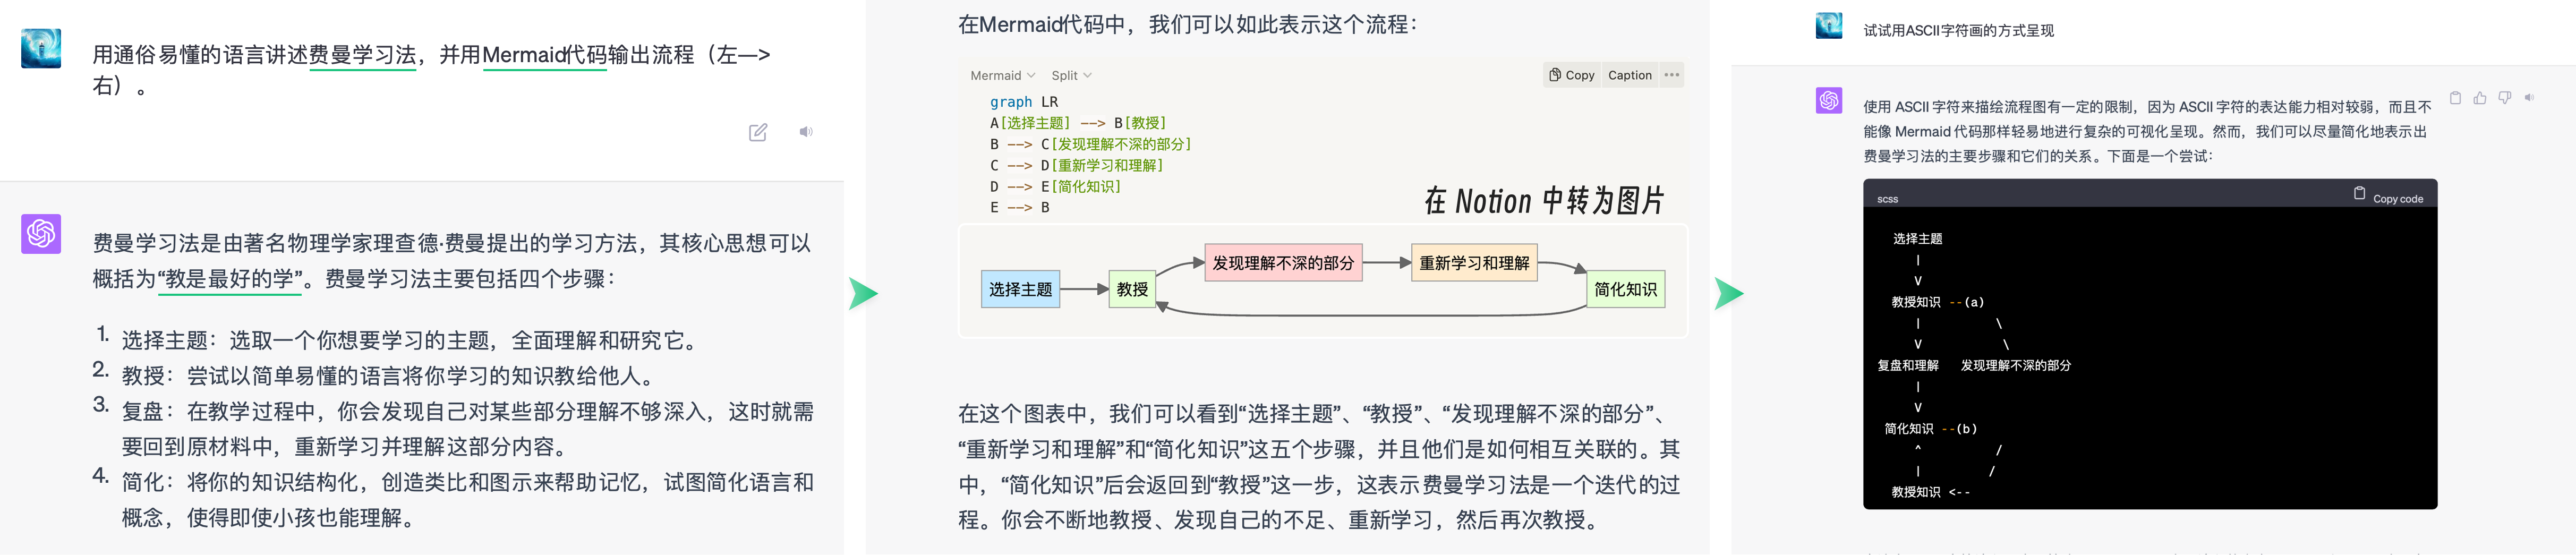 用通俗易懂的语言讲述费曼学习法，并用Mermaid代码输出流程（左—>
右）。
费曼学习法是由著名物理学家理查德·费曼提出的学习方法，其核心思想可以
概括为“教是最好的学”。费曼学习法主要包括四个步骤：
1. 选择主题：选取一个你想要学习的主题，全面理解和研究它。
2. 教授：尝试以简单易懂的语言将你学习的知识教给他人。
3. 复盘：在教学过程中，你会发现自己对某些部分理解不够深入，这时就需
要回到原材料中，重新学习并理解这部分内容。
4. 简化：将你的知识结构化，创造类比和图示来帮助记忆，试图简化语言和
概念，使得即使小孩也能理解。
在Mermaid代码中，我们可以如此表示这个流程：
Mermaid Split Copy Caption
graph LR
A[选择主题] --> B[教授]
B --> C[发现理解不深的部分]
C --> D[重新学习和理解]
D --> E[简化知识]
E --> B
在 Notion 中转为图片
选择主题
教授
发现理解不深的部分
重新学习和理解
简化知识
在这个图表中，我们可以看到“选择主题”、“教授”、“发现理解不深的部分”、
“重新学习和理解”和“简化知识”这五个步骤，并且他们是如何相互关联的。其
中，“简化知识”后会返回到“教授”这一步，这表示费曼学习法是一个迭代的过
程。你会不断地教授、发现自己的不足、重新学习，然后再次教授。
试试用ASCII字符画的方式呈现
使用 ASCII 字符来描绘流程图有一定的限制，因为 ASCII 字符的表达能力相对较弱，而且不
能像 Mermaid 代码那样轻易地进行复杂的可视化呈现。然而，我们可以尽量简化地表示出
费曼学习法的主要步骤和它们的关系。下面是一个尝试：
scss Copy code
选择主题
|
V
教授知识 --(a)
| \
V \
复盘和理解 发现理解不深的部分
|
V
简化知识 --(b)
^ /
| /
教授知识 <--